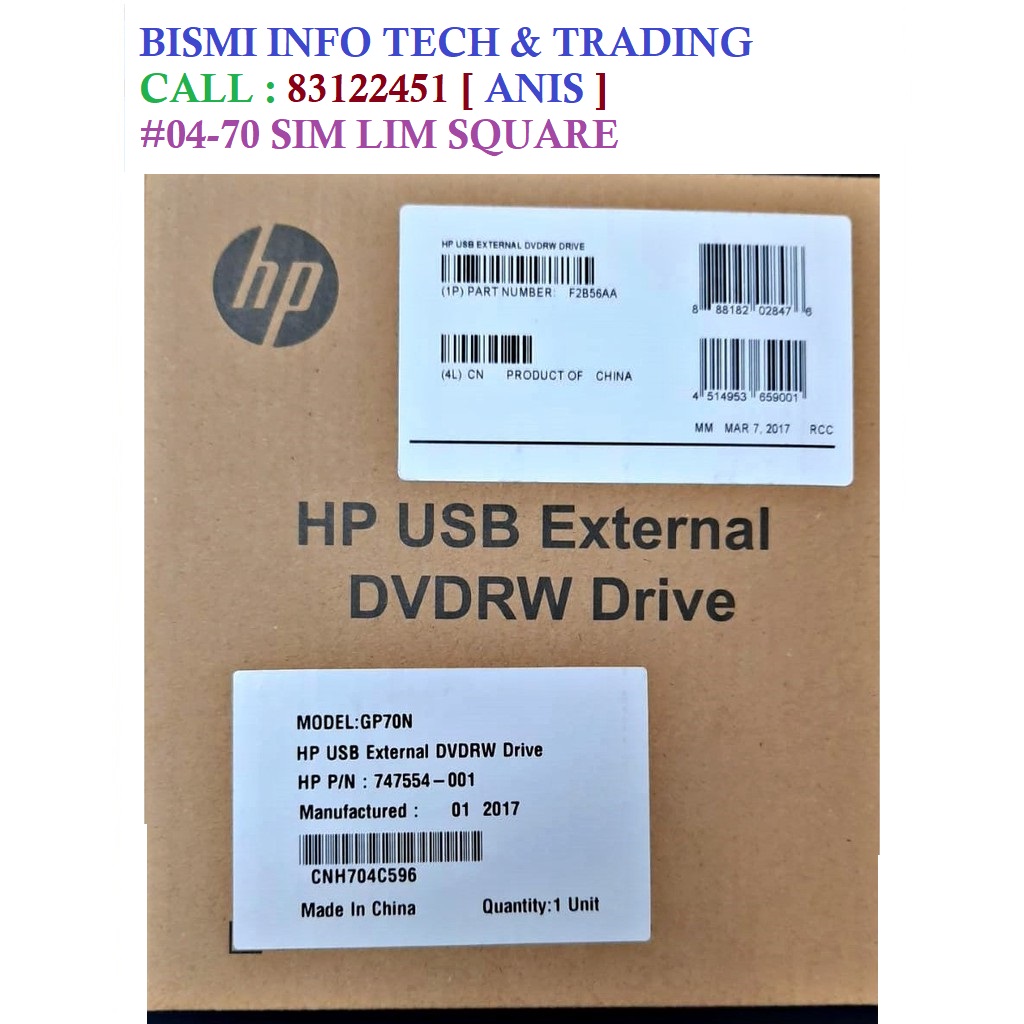 BISMI INFO TECH & TRADING
CALL : 83122451 [ ANIS ]
#04-70 SIM LIM SQUARE
hp
HP USB EXTERNAL DVDRW DRIVE
(1P) PART NUMBER: F2B56AA
8 88182 02847 6
(4L) CN PRODUCT OF CHINA
4 514953 659001
MM MAR 7, 2017 RCC
HP USB External
DVDRW Drive
MODEL:GP70N
HP USB External DVDRW Drive
HP P/N : 747554-001
Manufactured : 01 2017
CNH704C596
Made In China Quantity:1 Unit